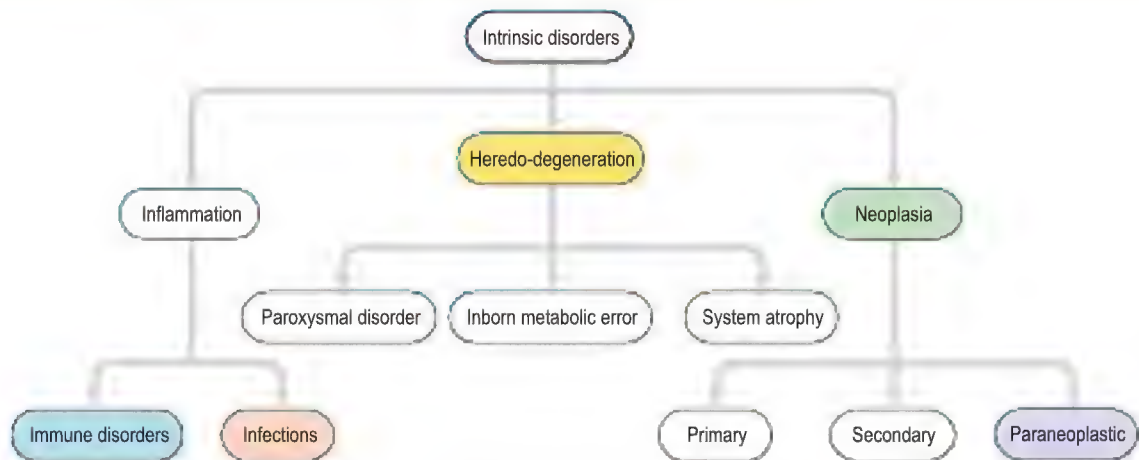 Intrinsic disorders
Heredo-degeneration
Inflammation
Neoplasia
Paroxysmal disorder
Inborn metabolic error
System atrophy
Immune disorders
Infections
Primary
Secondary
Paraneoplastic